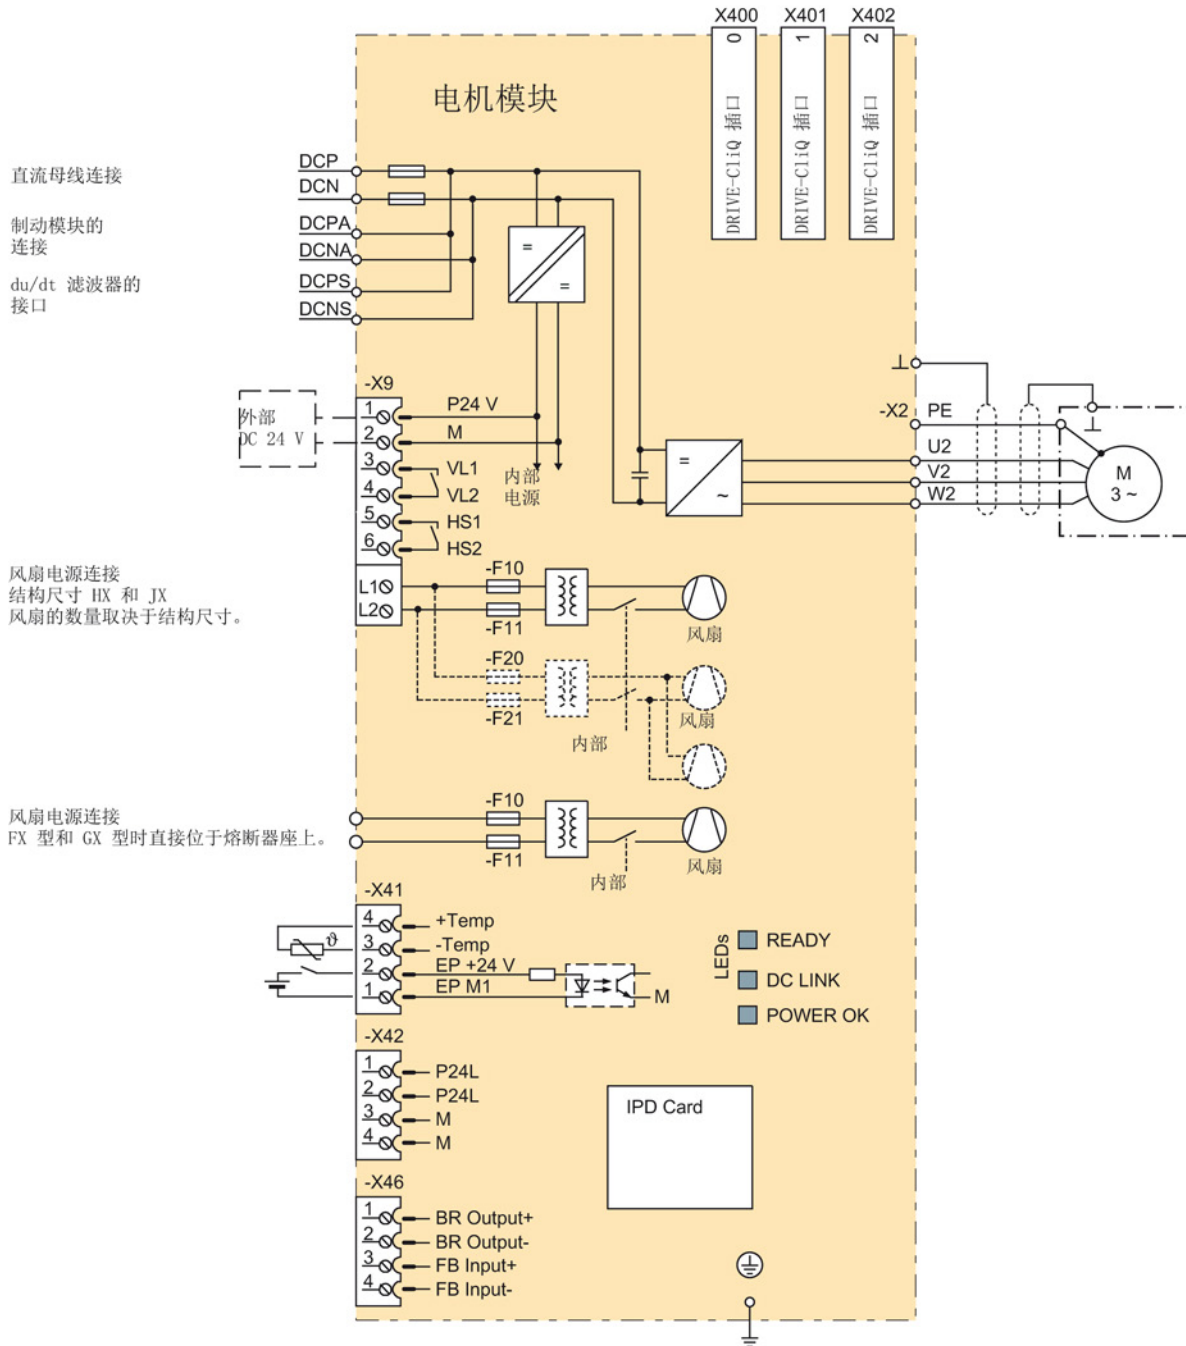 X400 X401 X402
0 1 2
DRIVE-CliQ 插口
DRIVE-CliQ 插口
DRIVE-CliQ 插口
电机模块
直流母线连接
DCP
DCN
制动模块的
连接
DCPA
DCNA
du/dt 滤波器的
接口
DCPS
DCNS
=
=
-X9
外部
DC 24 V
1 P24 V
2 M
3 VL1
4 VL2
5 HS1
6 HS2
内部
电源
=
~
⊥
-X2 PE
U2
V2
W2
⊥
M
3 ~
风扇电源连接
结构尺寸 HX 和 JX
风扇的数量取决于结构尺寸。
L1
L2
-F10
-F11
风扇
-F20
-F21
风扇
内部
风扇电源连接
FX 型和 GX 型时直接位于熔断器座上。
-F10
-F11
风扇
内部
-X41
4 +Temp
3 -Temp
2 EP +24 V
1 EP M1
ϑ
M
LEDs
READY
DC LINK
POWER OK
-X42
1 P24L
2 P24L
3 M
4 M
IPD Card
-X46
1 BR Output+
2 BR Output-
3 FB Input+
4 FB Input-